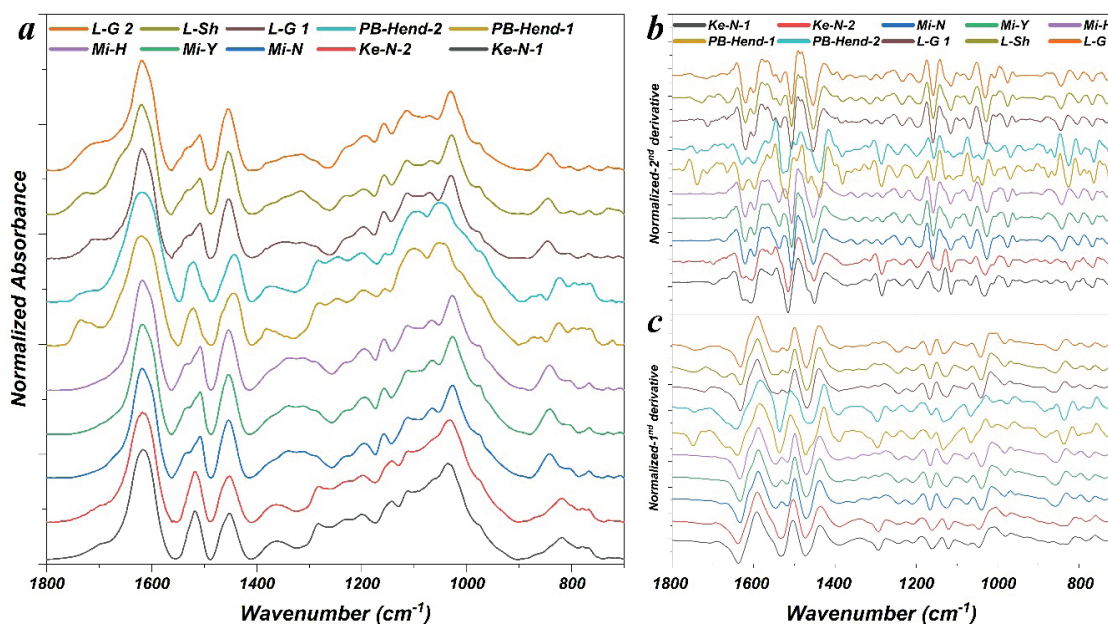 a
L-G 2 L-Sh L-G 1 PB-Hend-2 PB-Hend-1
Mi-H Mi-Y Mi-N Ke-N-2 Ke-N-1
Normalized Absorbance
1800 1600 1400 1200 1000 800
Wavenumber (cm⁻¹)
b
Ke-N-1 Ke-N-2 Mi-N Mi-Y Mi-H
PB-Hend-1 PB-Hend-2 L-G 1 L-Sh L-G
Normalized-2ⁿᵈ derivative
c
Normalized-1ⁿᵈ derivative
1800 1600 1400 1200 1000 800
Wavenumber (cm⁻¹)